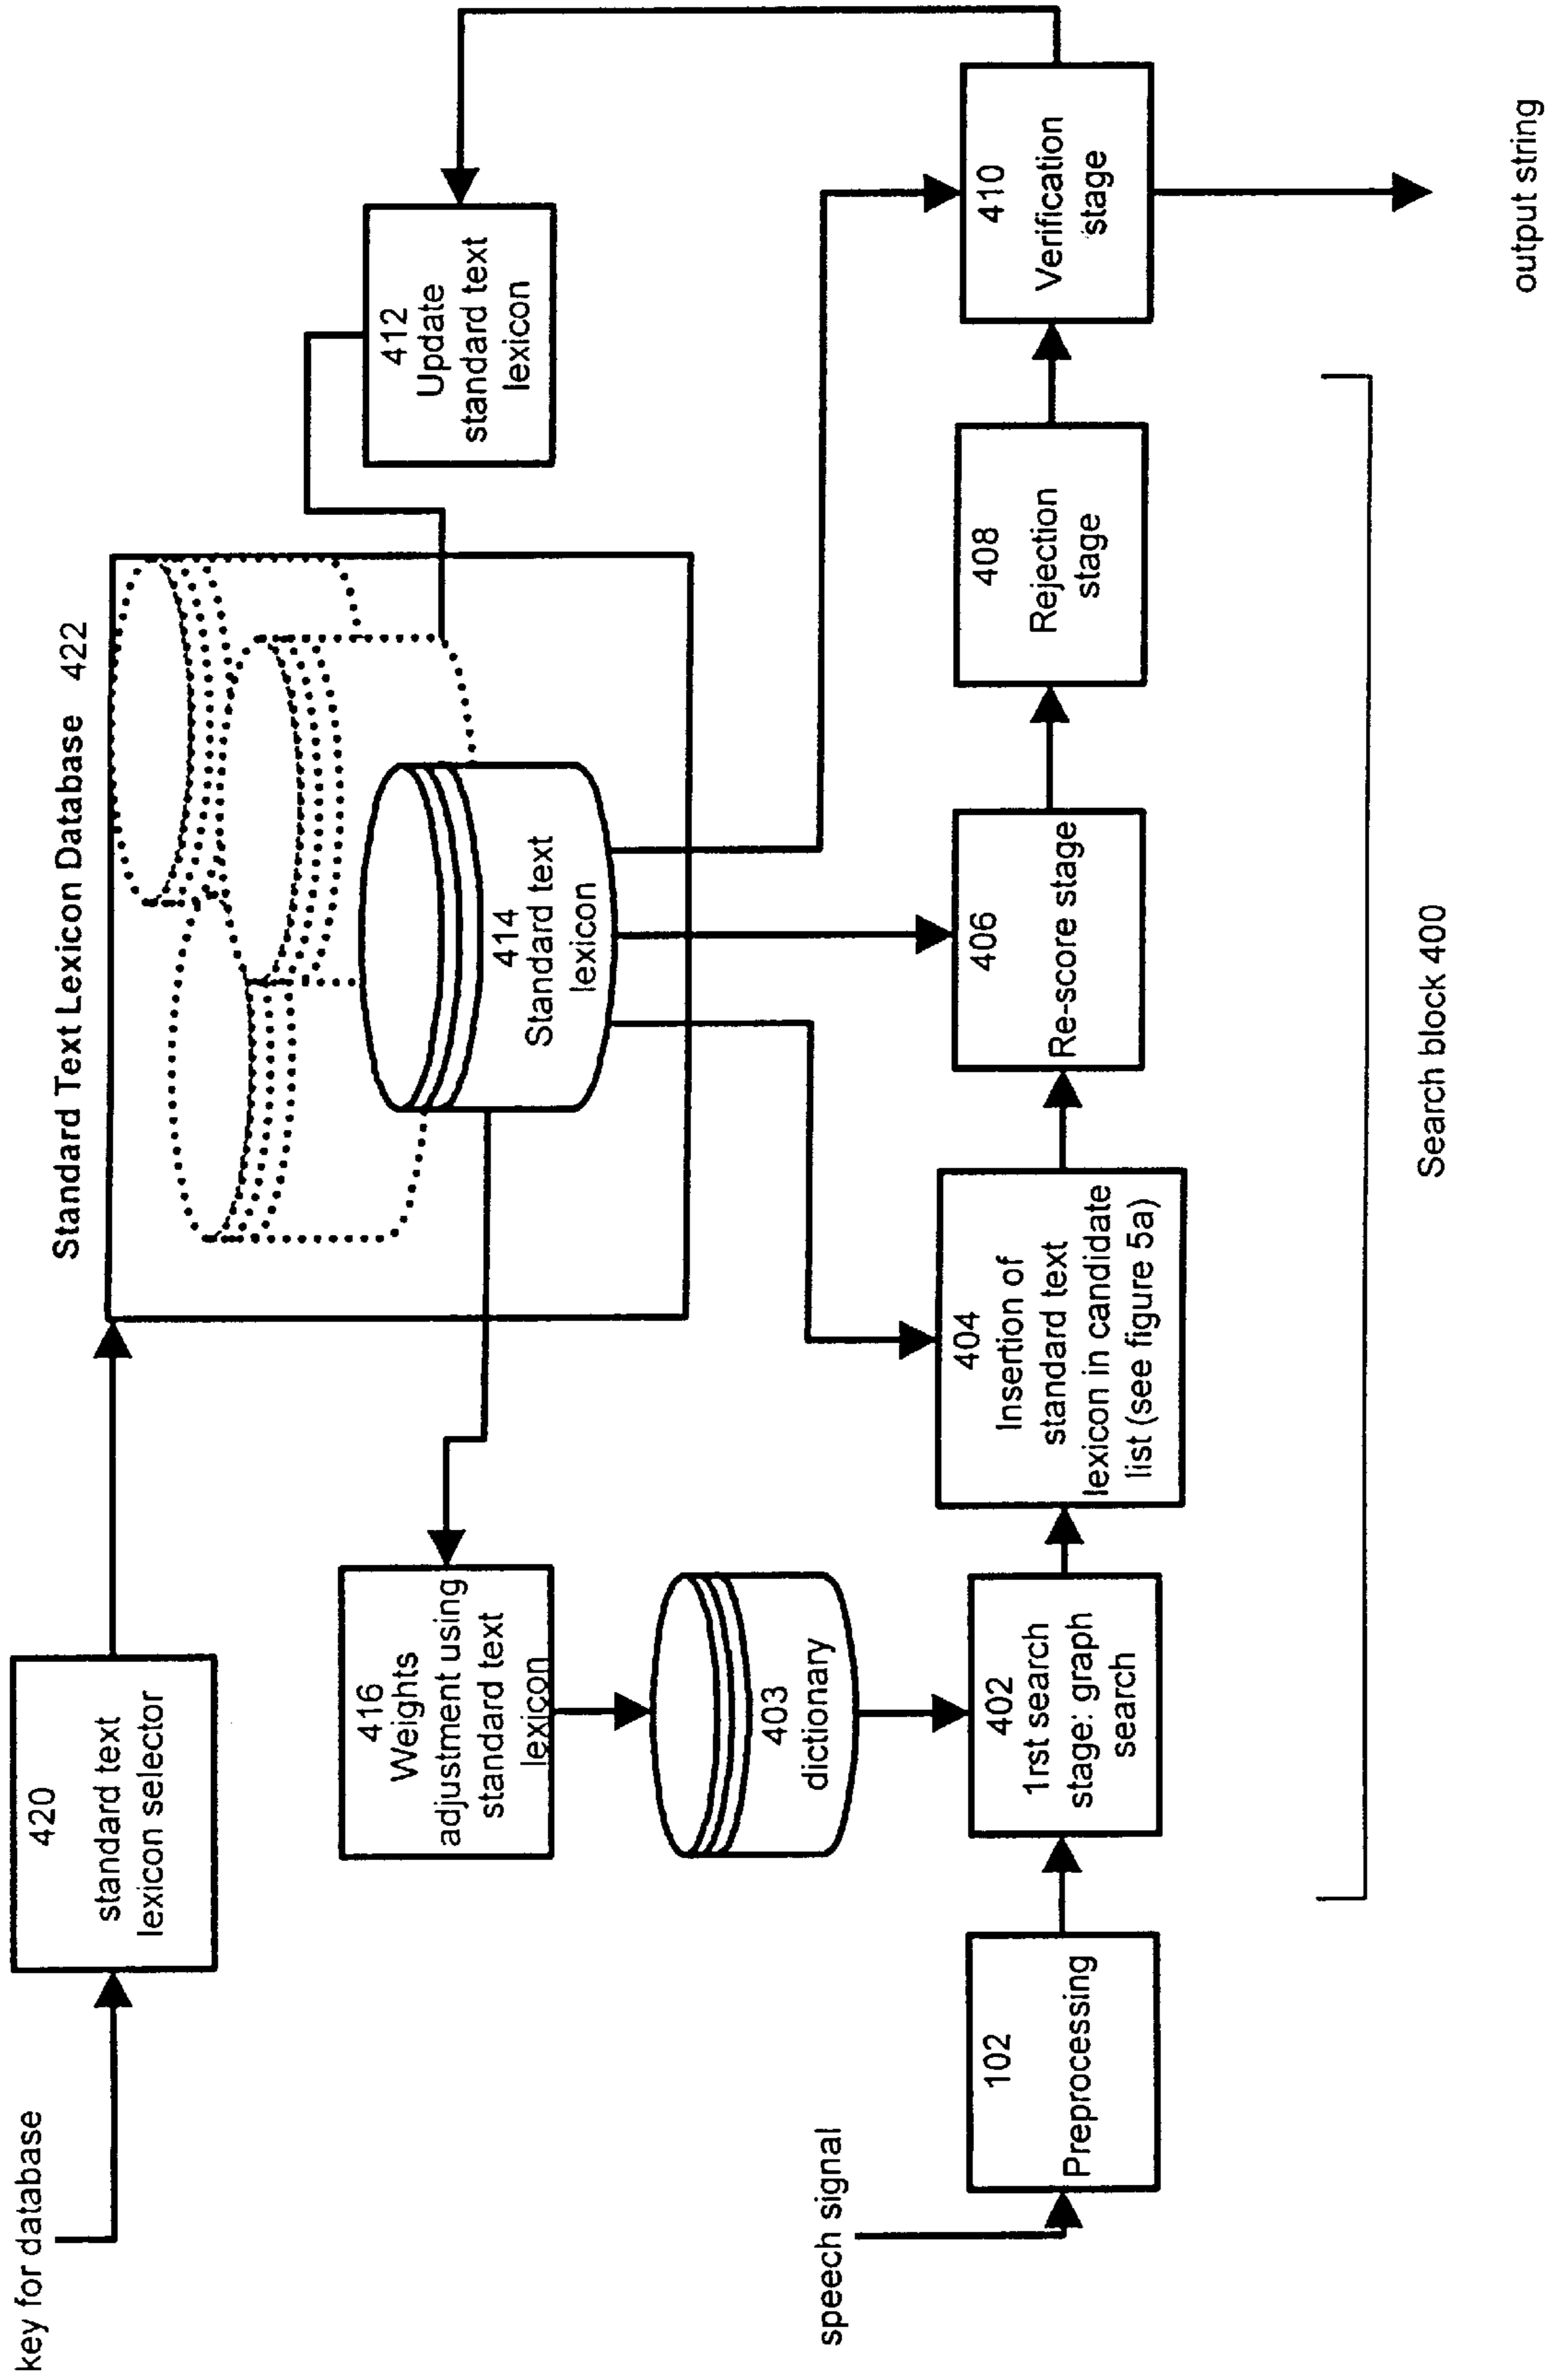 key for database
420
standard text
lexicon selector
Standard Text Lexicon Database 422
416
Weights
adjustment using
standard text
lexicon
414
Standard text
lexicon
412
Update
standard text
lexicon
403
dictionary
speech signal
102
Preprocessing
402
1rst search
stage: graph
search
404
Insertion of
standard text
lexicon in candidate
list (see figure 5a)
406
Re-score stage
408
Rejection
stage
410
Verification
stage
Search block 400
output string